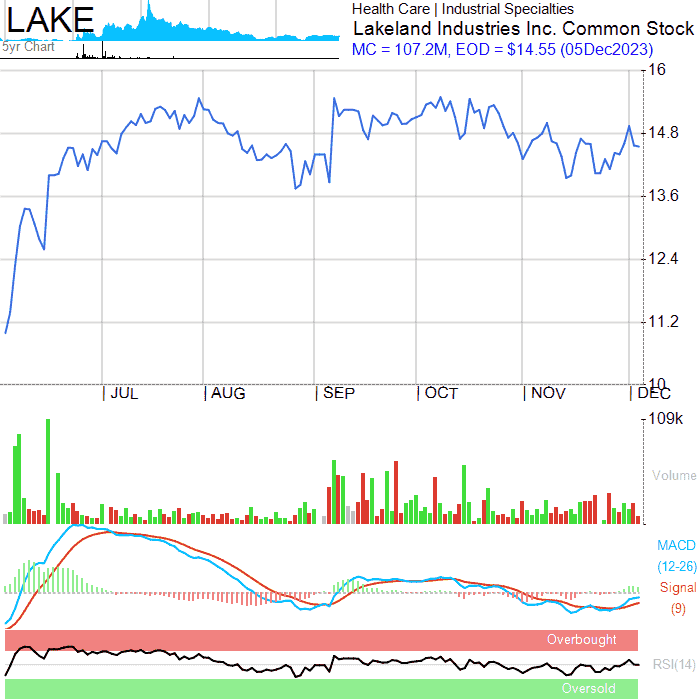 LAKE
Health Care | Industrial Specialties
Lakeland Industries Inc. Common Stock
MC = 107.2M, EOD = $14.55 (05Dec2023)
5yr Chart
16
14.8
13.6
12.4
11.2
10
JUL
AUG
SEP
OCT
NOV
DEC
109k
Volume
MACD
(12-26)
Signal
(9)
Overbought
RSI(14)
Oversold